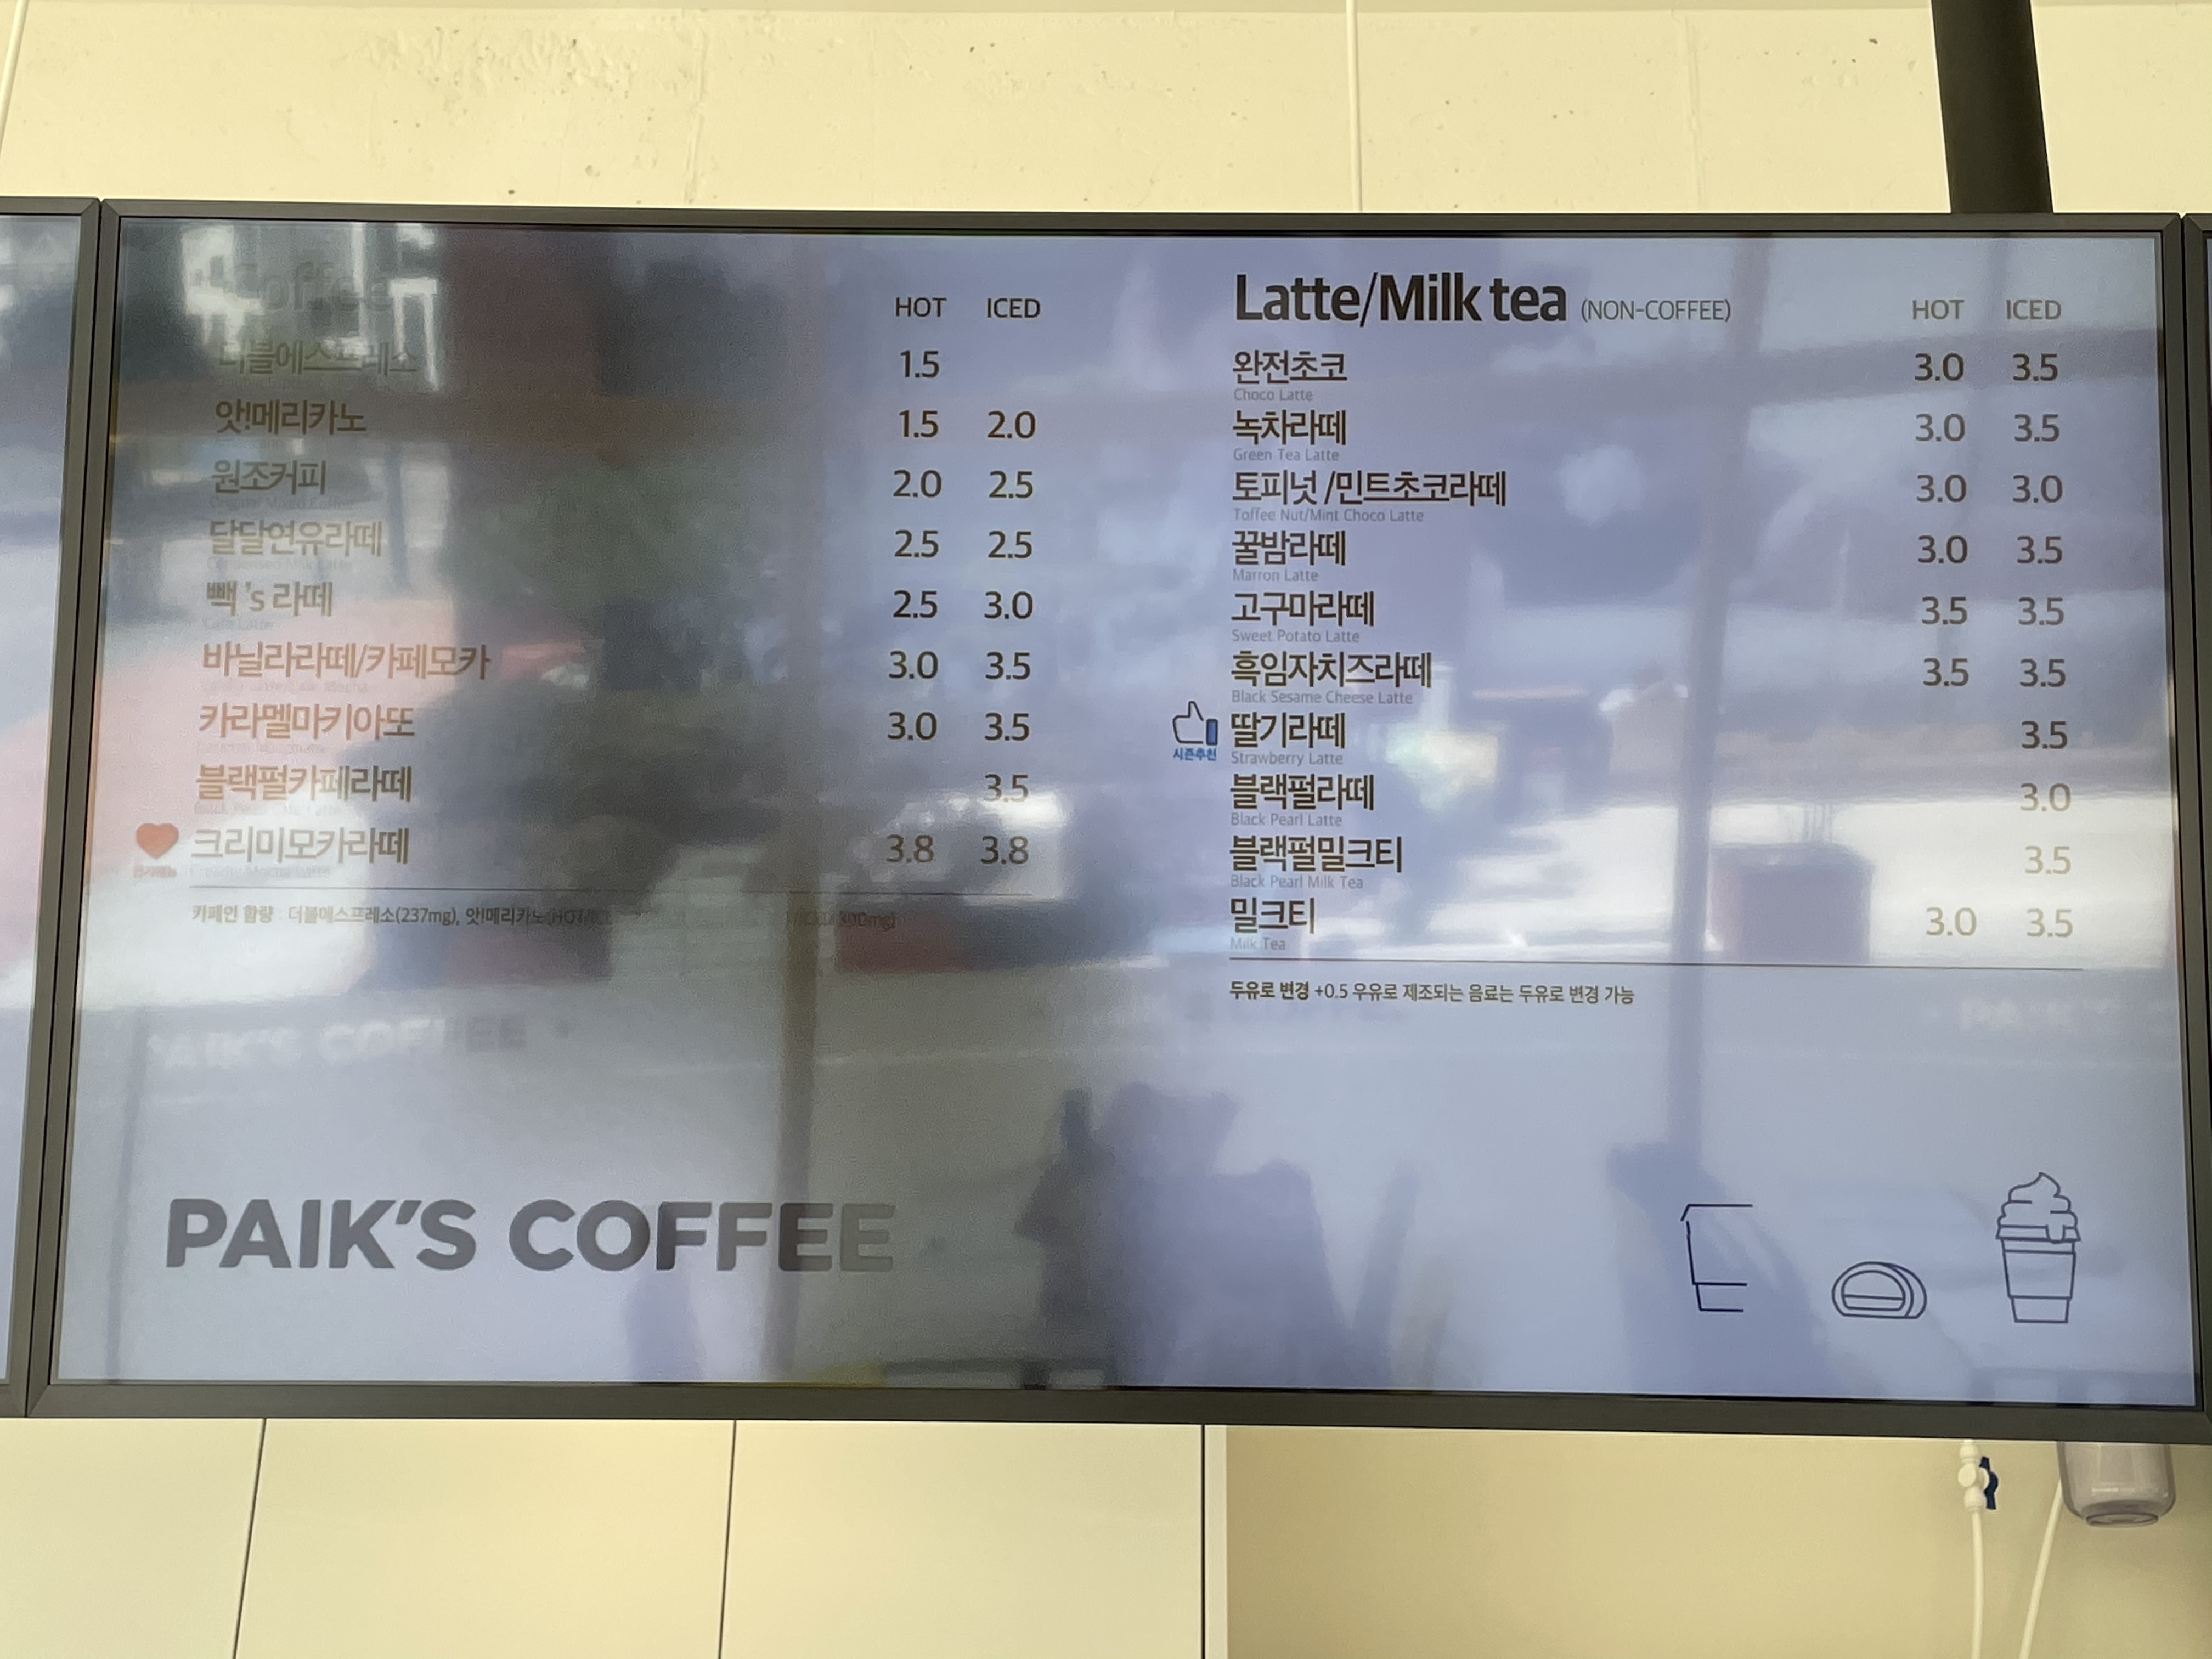 Coffee
HOT ICED
더블에스프레소 1.5
앗!메리카노 1.5 2.0
원조커피 2.0 2.5
달달연유라떼 2.5 2.5
Condensed Milk Latte
빽's 라떼 2.5 3.0
Cafe Latte
바닐라라떼/카페모카 3.0 3.5
카라멜마키아또 3.0 3.5
블랙펄카페라떼 3.5
크리미모카라떼 3.8 3.8
카페인 함량 : 더블에스프레소(237mg), 앗!메리카노(HOT/ICED
PAIK'S COFFEE
PAIK'S COFFEE
Latte/Milk tea (NON-COFFEE) HOT ICED
완전초코 3.0 3.5
Choco Latte
녹차라떼 3.0 3.5
Green Tea Latte
토피넛 /민트초코라떼 3.0 3.0
Toffee Nut/Mint Choco Latte
꿀밤라떼 3.0 3.5
Marron Latte
고구마라떼 3.5 3.5
Sweet Potato Latte
흑임자치즈라떼 3.5 3.5
Black Sesame Cheese Latte
시즌추천
딸기라떼 3.5
Strawberry Latte
블랙펄라떼 3.0
Black Pearl Latte
블랙펄밀크티 3.5
Black Pearl Milk Tea
밀크티 3.0 3.5
Milk Tea
두유로 변경 +0.5 우유로 제조되는 음료는 두유로 변경 가능